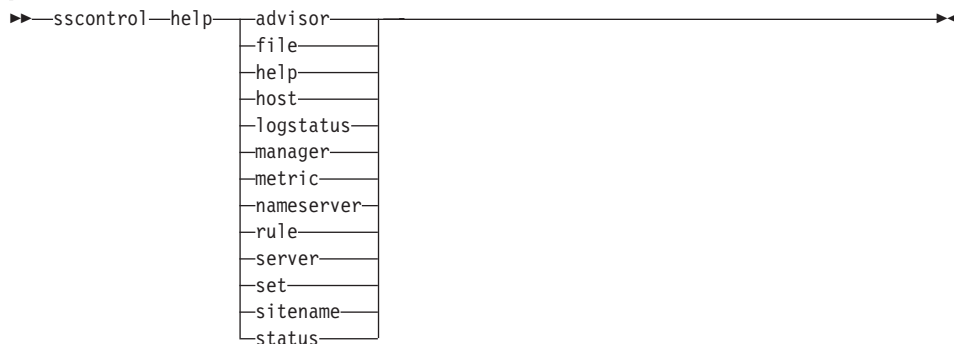 sscontrol help advisor
file
help
host
logstatus
manager
metric
nameserver
rule
server
set
sitename
status